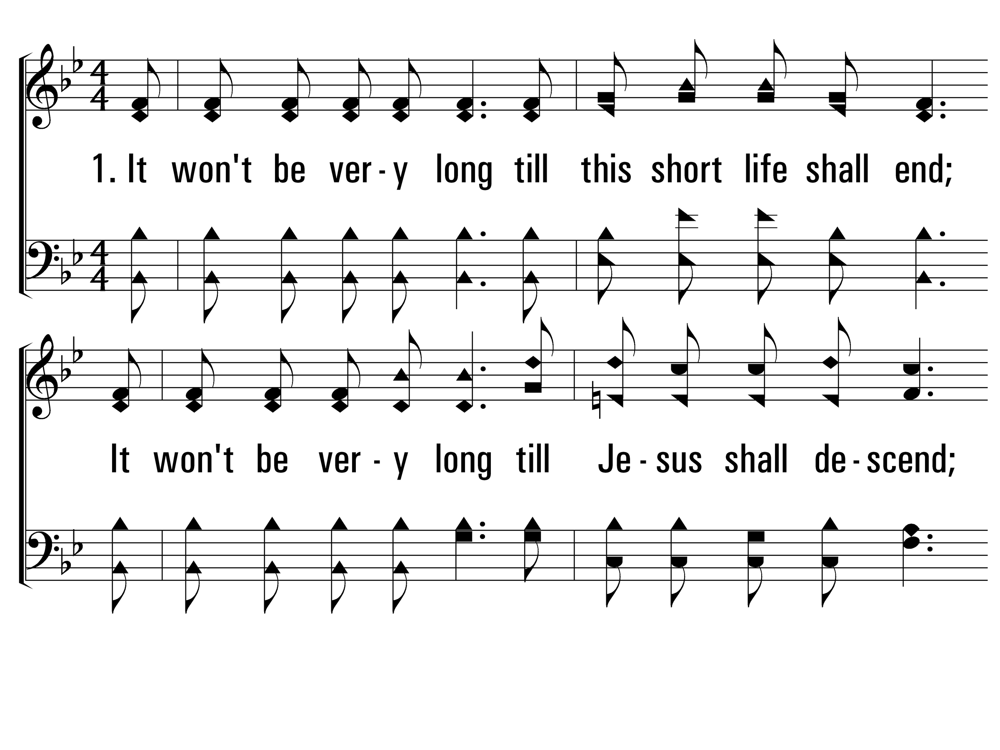 1. It won't be ver - y long till this short life shall end;
It won't be ver - y long till Je - sus shall de - scend;